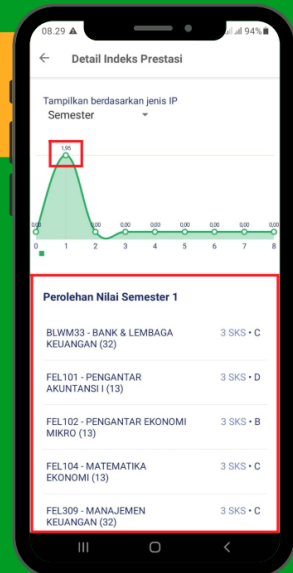 08.29
94%
Detail Indeks Prestasi
Tampilkan berdasarkan jenis IP
Semester
1,95
0,00 0,00 0,00 0,00 0,00 0,00 0,00
0 1 2 3 4 5 6 7 8
Perolehan Nilai Semester 1
BLWM33 - BANK & LEMBAGA 3 SKS • C
KEUANGAN (32)
FEL101 - PENGANTAR 3 SKS • D
AKUNTANSI I (13)
FEL102 - PENGANTAR EKONOMI 3 SKS • B
MIKRO (13)
FEL104 - MATEMATIKA 3 SKS • C
EKONOMI (13)
FEL309 - MANAJEMEN 3 SKS • C
KEUANGAN (32)